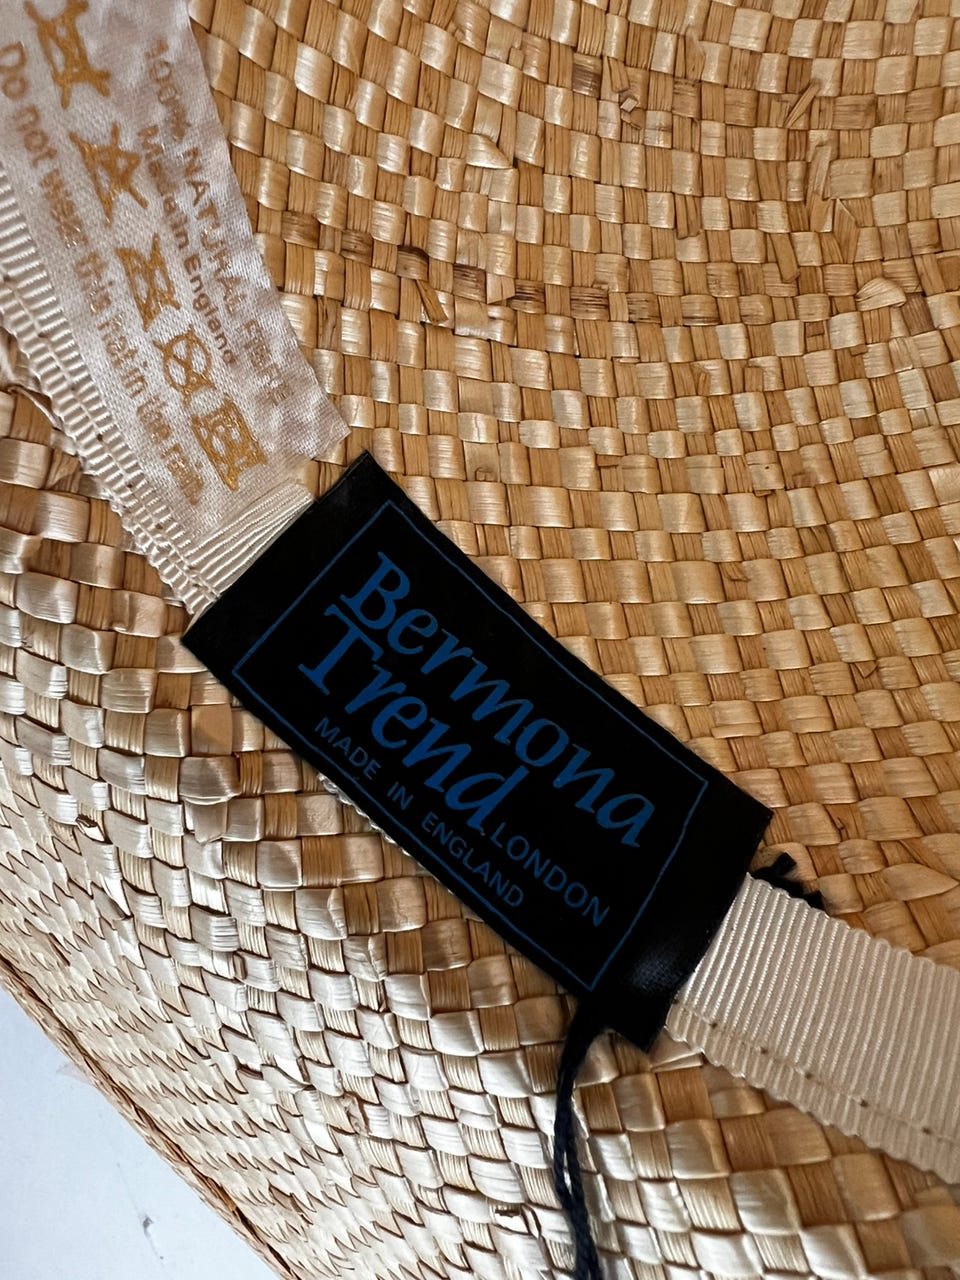 100% NATURAL FIBRE
Made in England
Do not wear this hat in the rain.
Bermona
Trend LONDON
MADE IN ENGLAND